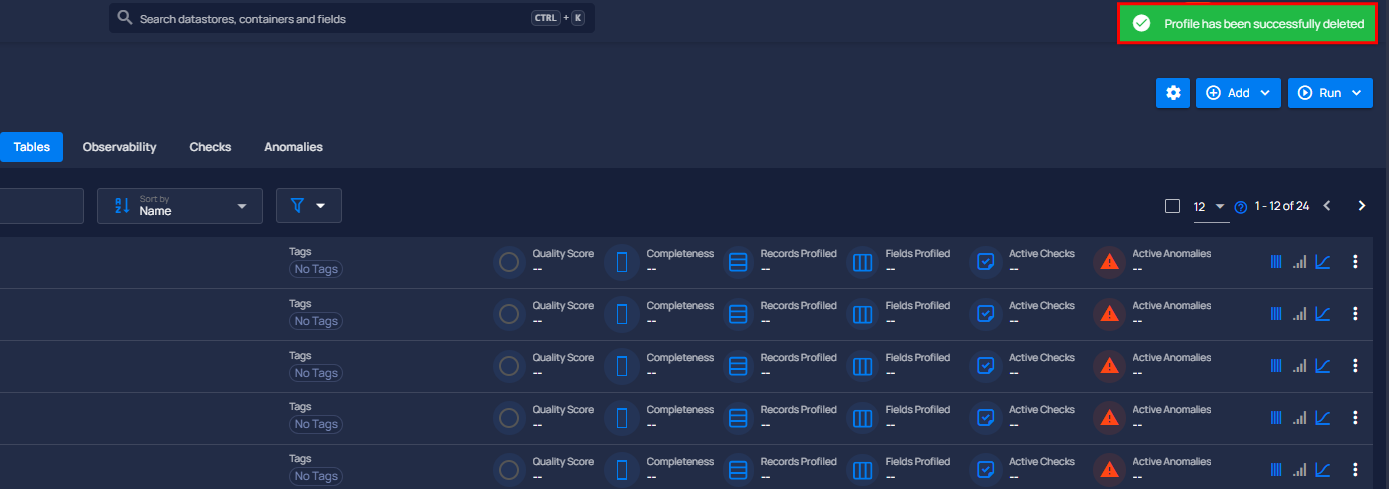 Search datastores, containers and fields CTRL + K
Profile has been successfully deleted
Add Run
Tables Observability Checks Anomalies
Sort by
Name
12 1 - 12 of 24
Tags Quality Score Completeness Records Profiled Fields Profiled Active Checks Active Anomalies
No Tags -- -- -- -- -- --
Tags Quality Score Completeness Records Profiled Fields Profiled Active Checks Active Anomalies
No Tags -- -- -- -- -- --
Tags Quality Score Completeness Records Profiled Fields Profiled Active Checks Active Anomalies
No Tags -- -- -- -- -- --
Tags Quality Score Completeness Records Profiled Fields Profiled Active Checks Active Anomalies
No Tags -- -- -- -- -- --
Tags Quality Score Completeness Records Profiled Fields Profiled Active Checks Active Anomalies
No Tags -- -- -- -- -- --